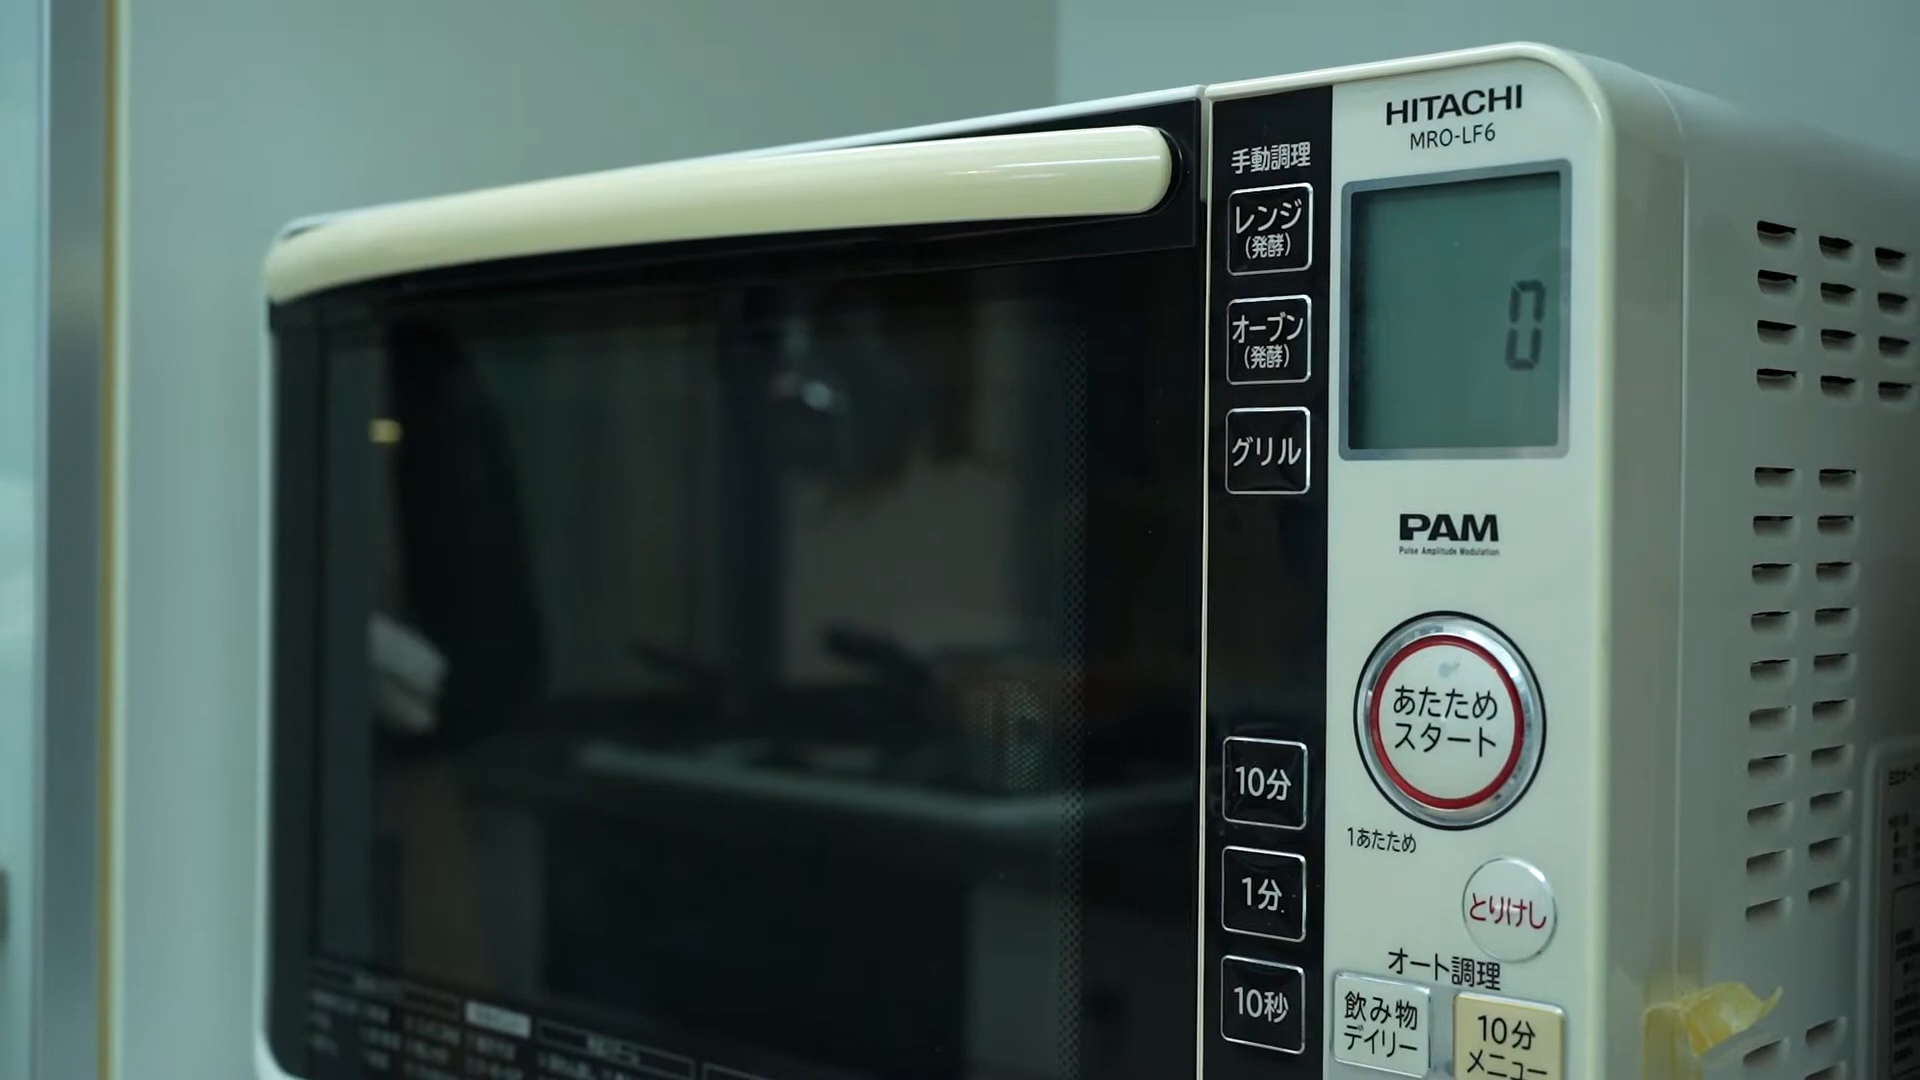 HITACHI
MRO-LF6
手動調理
レンジ
(発酵)
オーブン
(発酵)
グリル
0
PAM
Pulse Amplitude Modulation
あたため
スタート
1あたため
10分
1分
10秒
とりけし
オート調理
飲み物
デイリー
10分
メニュー